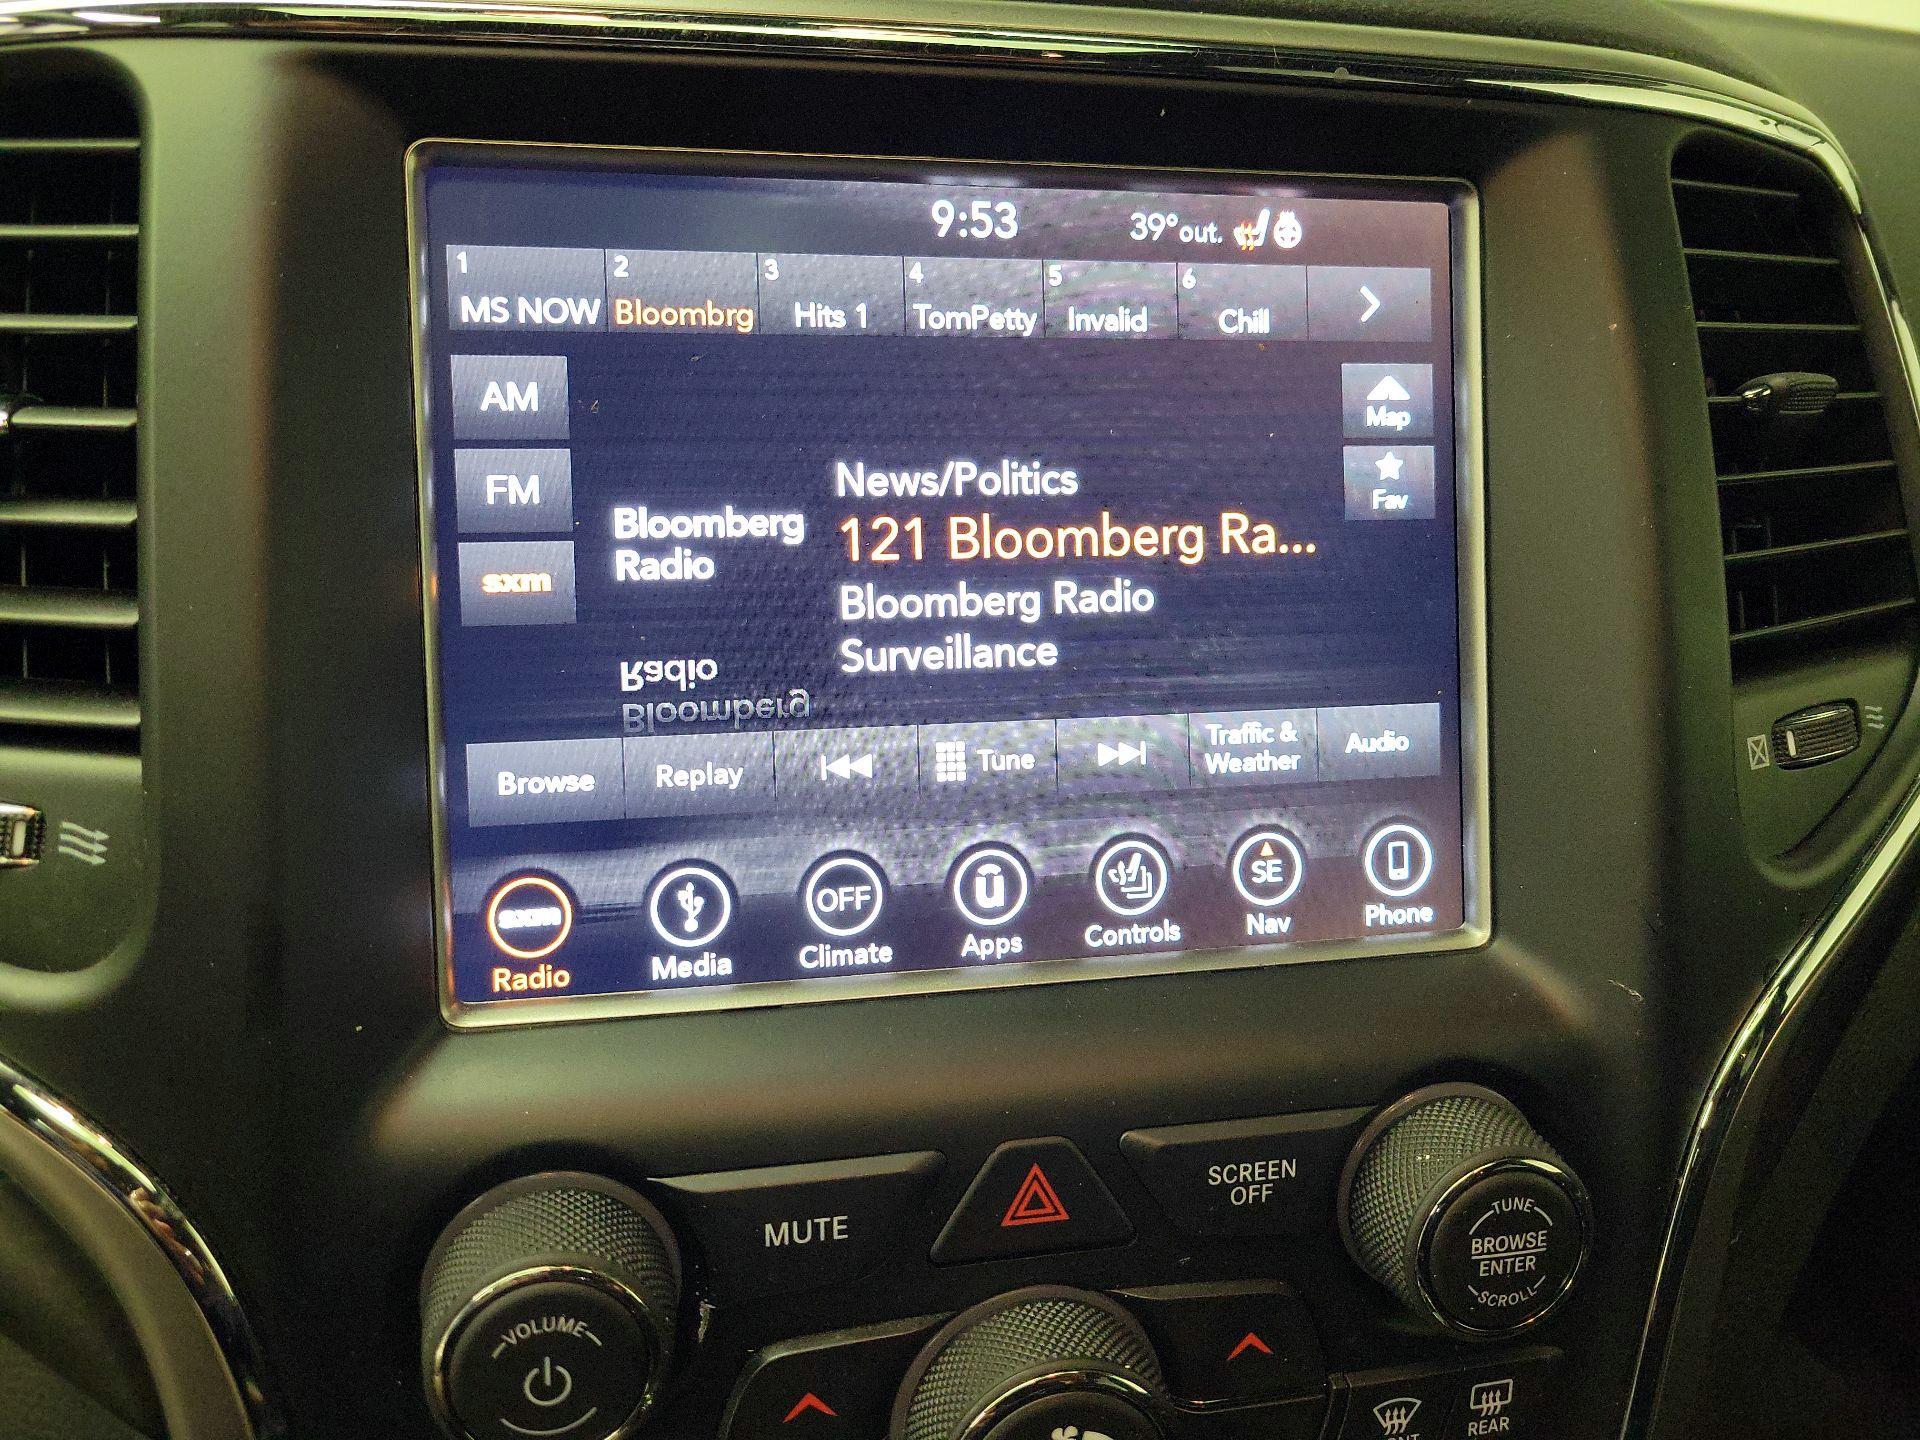 9:53
39° out.
1 2 3 4 5 6
MS NOW Bloombrg Hits 1 TomPetty Invalid Chill
AM
Map
FM
Fav
sxm
News/Politics
121 Bloomberg Ra...
Bloomberg
Radio
Bloomberg Radio
Surveillance
Radio
Bloomberg
Browse Replay Tune Traffic & Weather Audio
sxm OFF SE
Radio Media Climate Apps Controls Nav Phone
MUTE
SCREEN
OFF
VOLUME
TUNE
BROWSE
ENTER
SCROLL
REAR